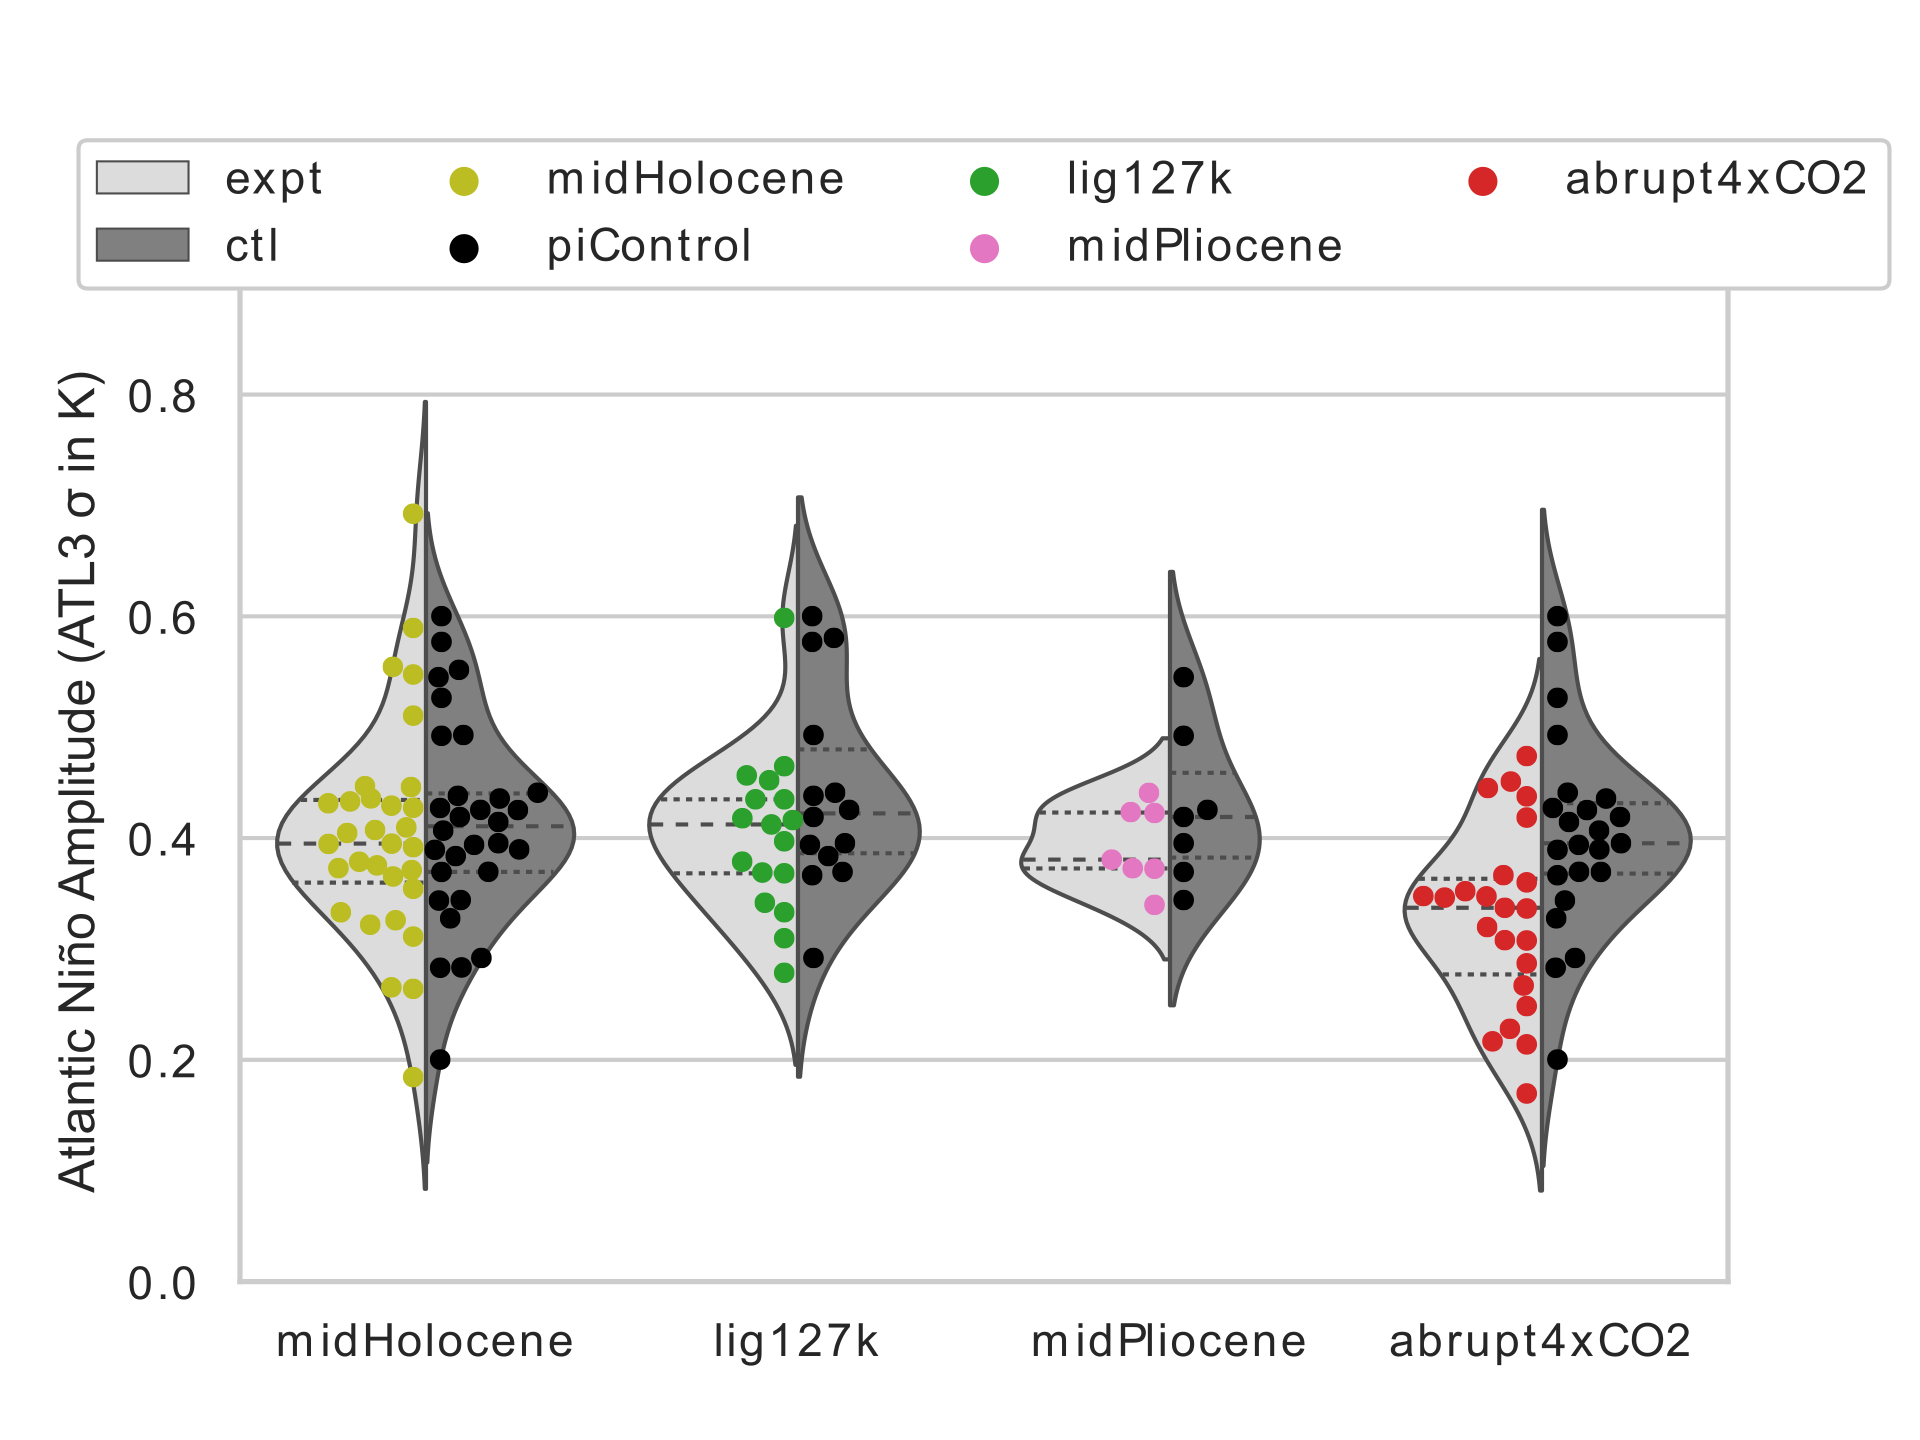 expt midHolocene lig127k abrupt4xCO2
ctl piControl midPliocene
Atlantic Niño Amplitude (ATL3 σ in K)
0.8
0.6
0.4
0.2
0.0
midHolocene lig127k midPliocene abrupt4xCO2